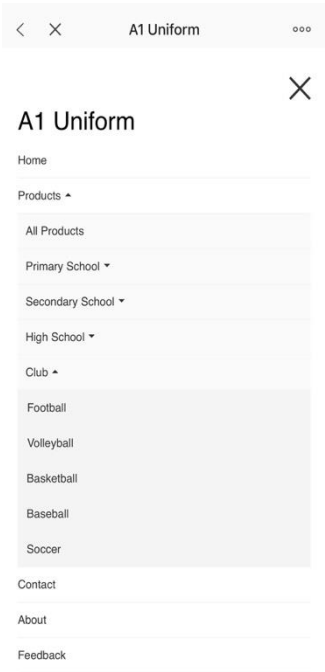 A1 Uniform
A1 Uniform
Home
Products
All Products
Primary School
Secondary School
High School
Club
Football
Volleyball
Basketball
Baseball
Soccer
Contact
About
Feedback